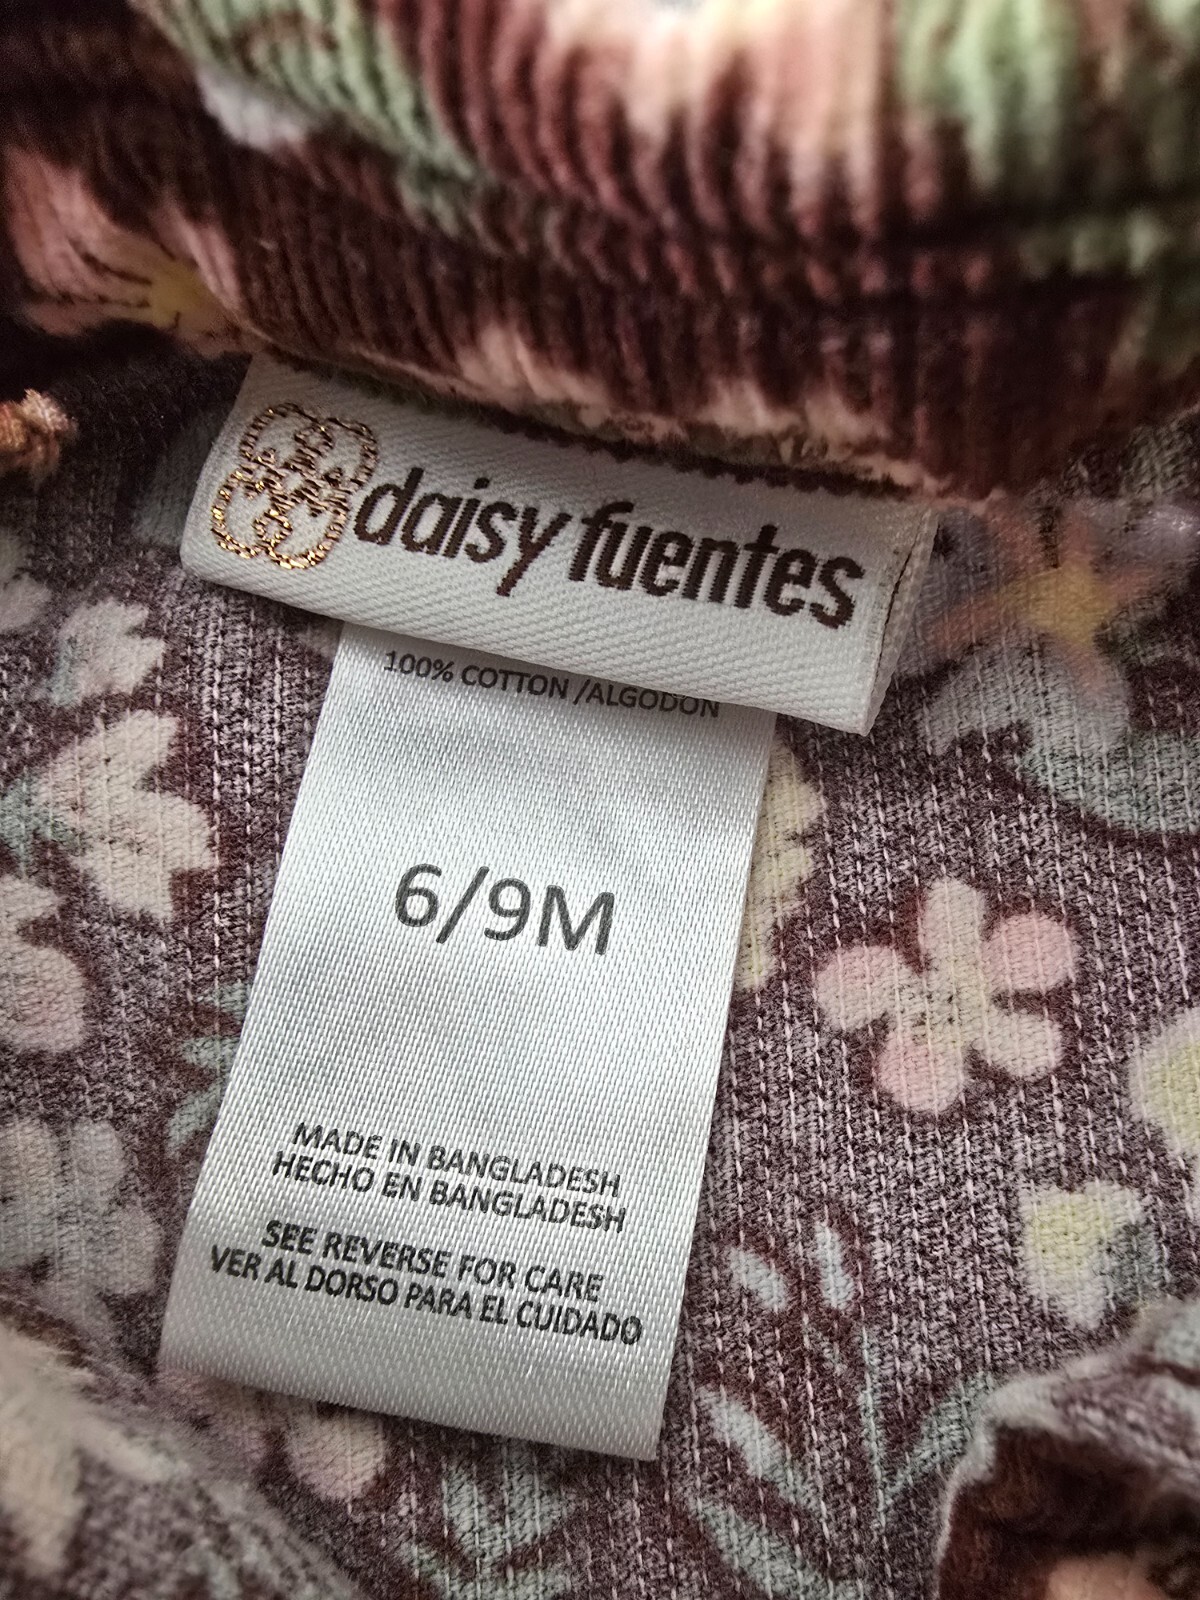 daisy fuentes
100% COTTON /ALGODON
6/9M
MADE IN BANGLADESH
HECHO EN BANGLADESH
SEE REVERSE FOR CARE
VER AL DORSO PARA EL CUIDADO